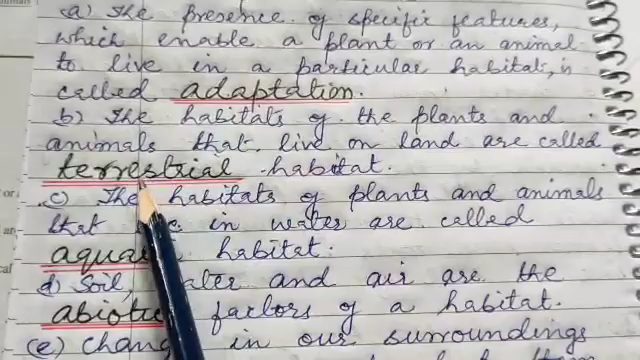 (a) The presence of specific features,
which enable a plant or an animal
to live in a particular habitat, is
called adaptation.
b) The habitats of the plants and
animals that live on land are called
terrestrial habitat.
c) The habitats of plants and animals
that in water are called
habitat.
d) Soil, and air are the
abiotic factors of a habitat.
(e) in our surroundings